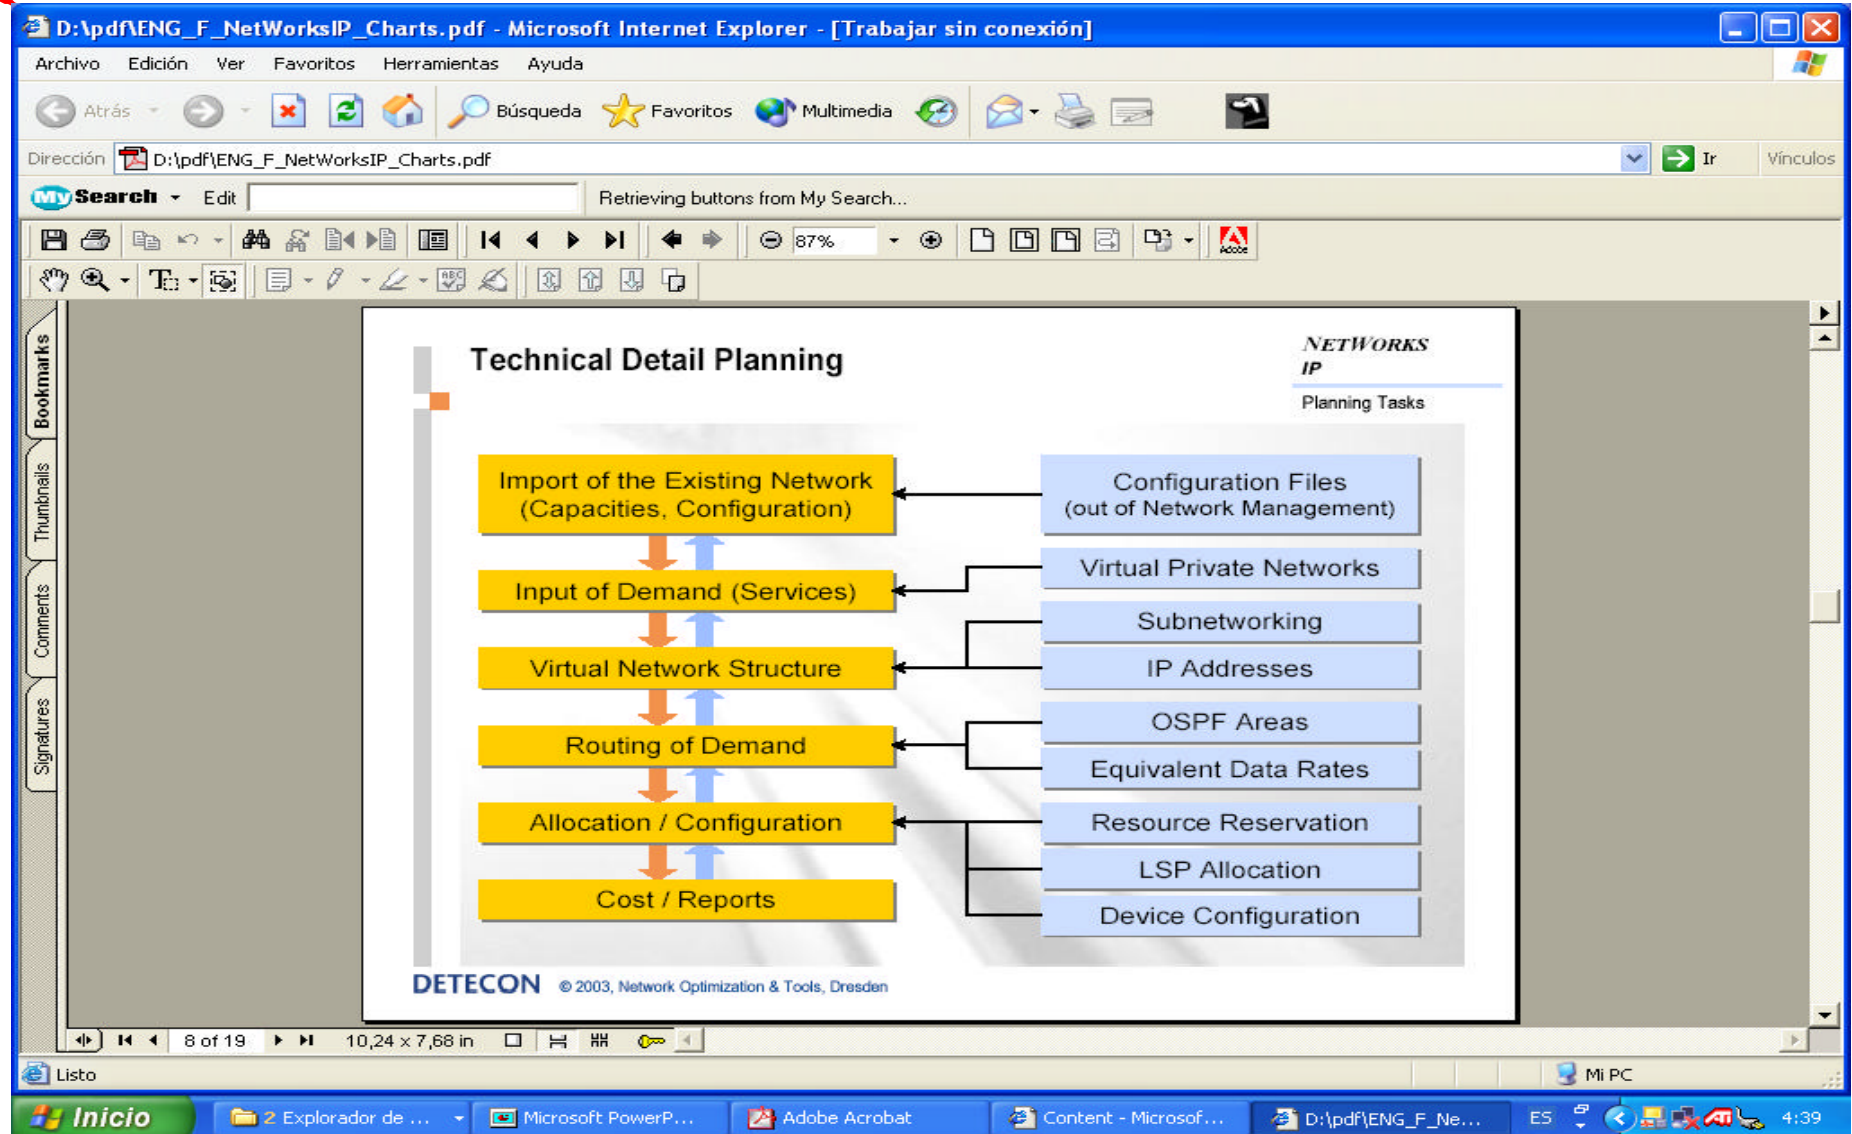 D:\pdf\ENG_F_NetWorksIP_Charts.pdf - Microsoft Internet Explorer - [Trabajar sin conexión]
Archivo Edición Ver Favoritos Herramientas Ayuda
Atrás Búsqueda Favoritos Multimedia
Dirección D:\pdf\ENG_F_NetWorksIP_Charts.pdf Ir Vínculos
My Search Edit Retrieving buttons from My Search...
87% Adobe
Bookmarks
Thumbnails
Comments
Signatures
Technical Detail Planning
NETWORKS
IP
Planning Tasks
Import of the Existing Network
(Capacities, Configuration)
Configuration Files
(out of Network Management)
Input of Demand (Services)
Virtual Private Networks
Virtual Network Structure
Subnetworking
IP Addresses
Routing of Demand
OSPF Areas
Equivalent Data Rates
Allocation / Configuration
Resource Reservation
LSP Allocation
Device Configuration
Cost / Reports
DETECON © 2003, Network Optimization & Tools, Dresden
8 of 19 10,24 x 7,68 in
Listo Mi PC
Inicio 2 Explorador de ... Microsoft PowerP... Adobe Acrobat Content - Microsof... D:\pdf\ENG_F_Ne... ES 4:39